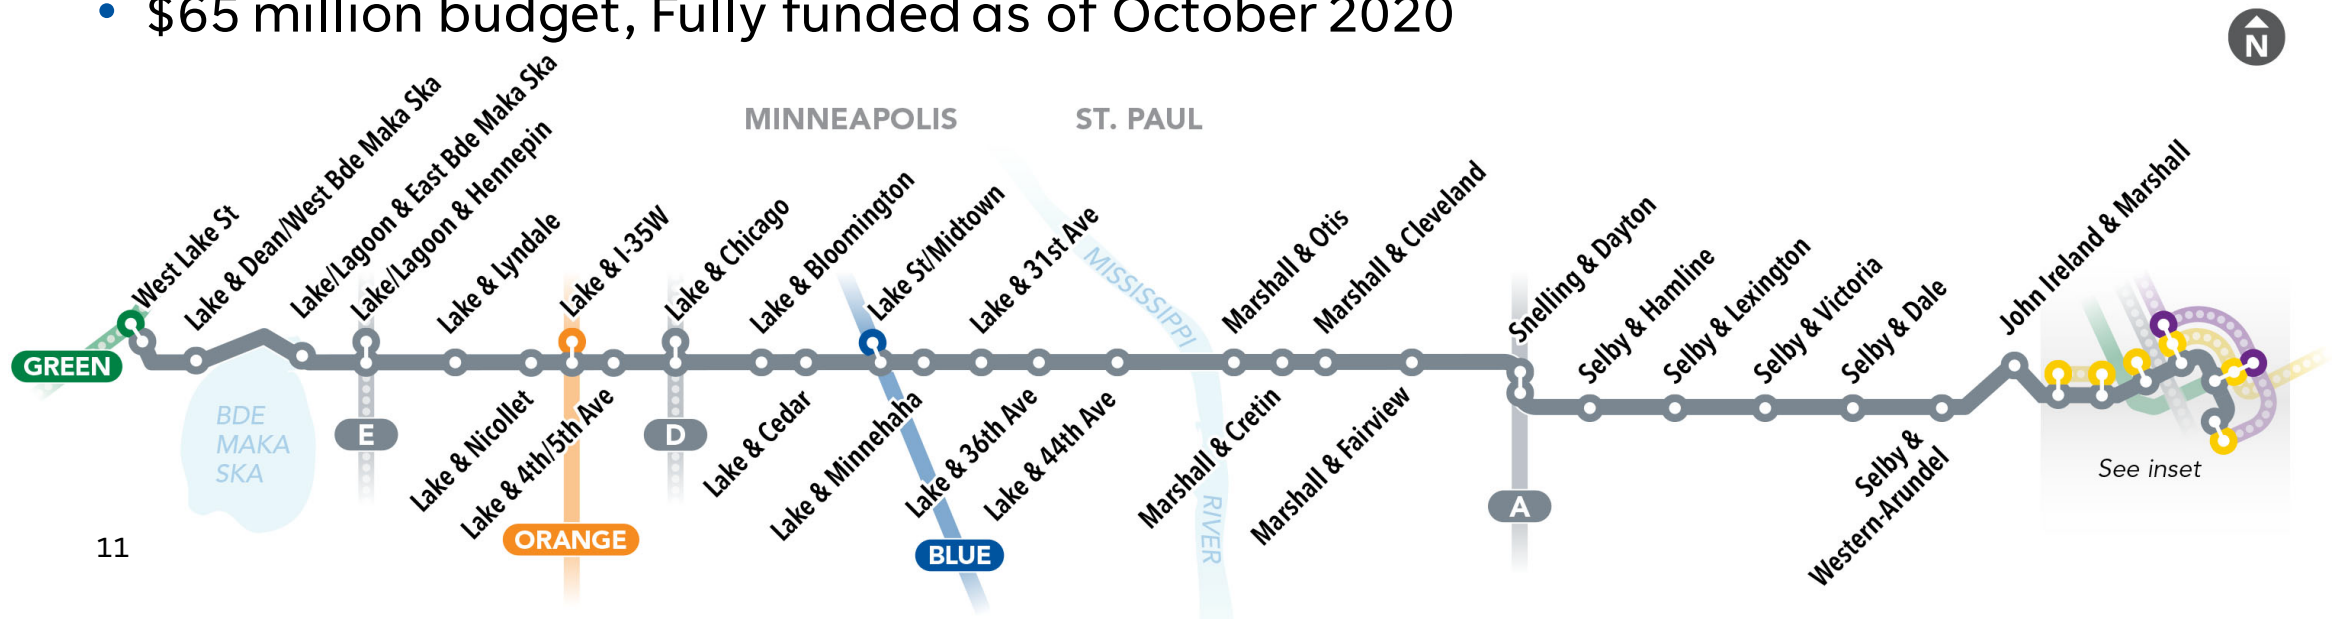 • $65 million budget, Fully funded as of October 2020
N
MINNEAPOLIS
ST. PAUL
West Lake St
Lake & Dean/West Bde Maka Ska
Lake/Lagoon & East Bde Maka Ska
Lake/Lagoon & Hennepin
Lake & Lyndale
Lake & I-35W
Lake & Chicago
Lake & Bloomington
Lake St/Midtown
Lake & 31st Ave
Marshall & Otis
Marshall & Cleveland
Snelling & Dayton
Selby & Hamline
Selby & Lexington
Selby & Victoria
Selby & Dale
John Ireland & Marshall
GREEN
BDE
MAKA
SKA
E
Lake & Nicollet
Lake & 4th/5th Ave
ORANGE
D
Lake & Cedar
Lake & Minnehaha
BLUE
Lake & 36th Ave
Lake & 44th Ave
MISSISSIPPI
RIVER
Marshall & Cretin
Marshall & Fairview
A
Selby &
Western-Arundel
See inset
11